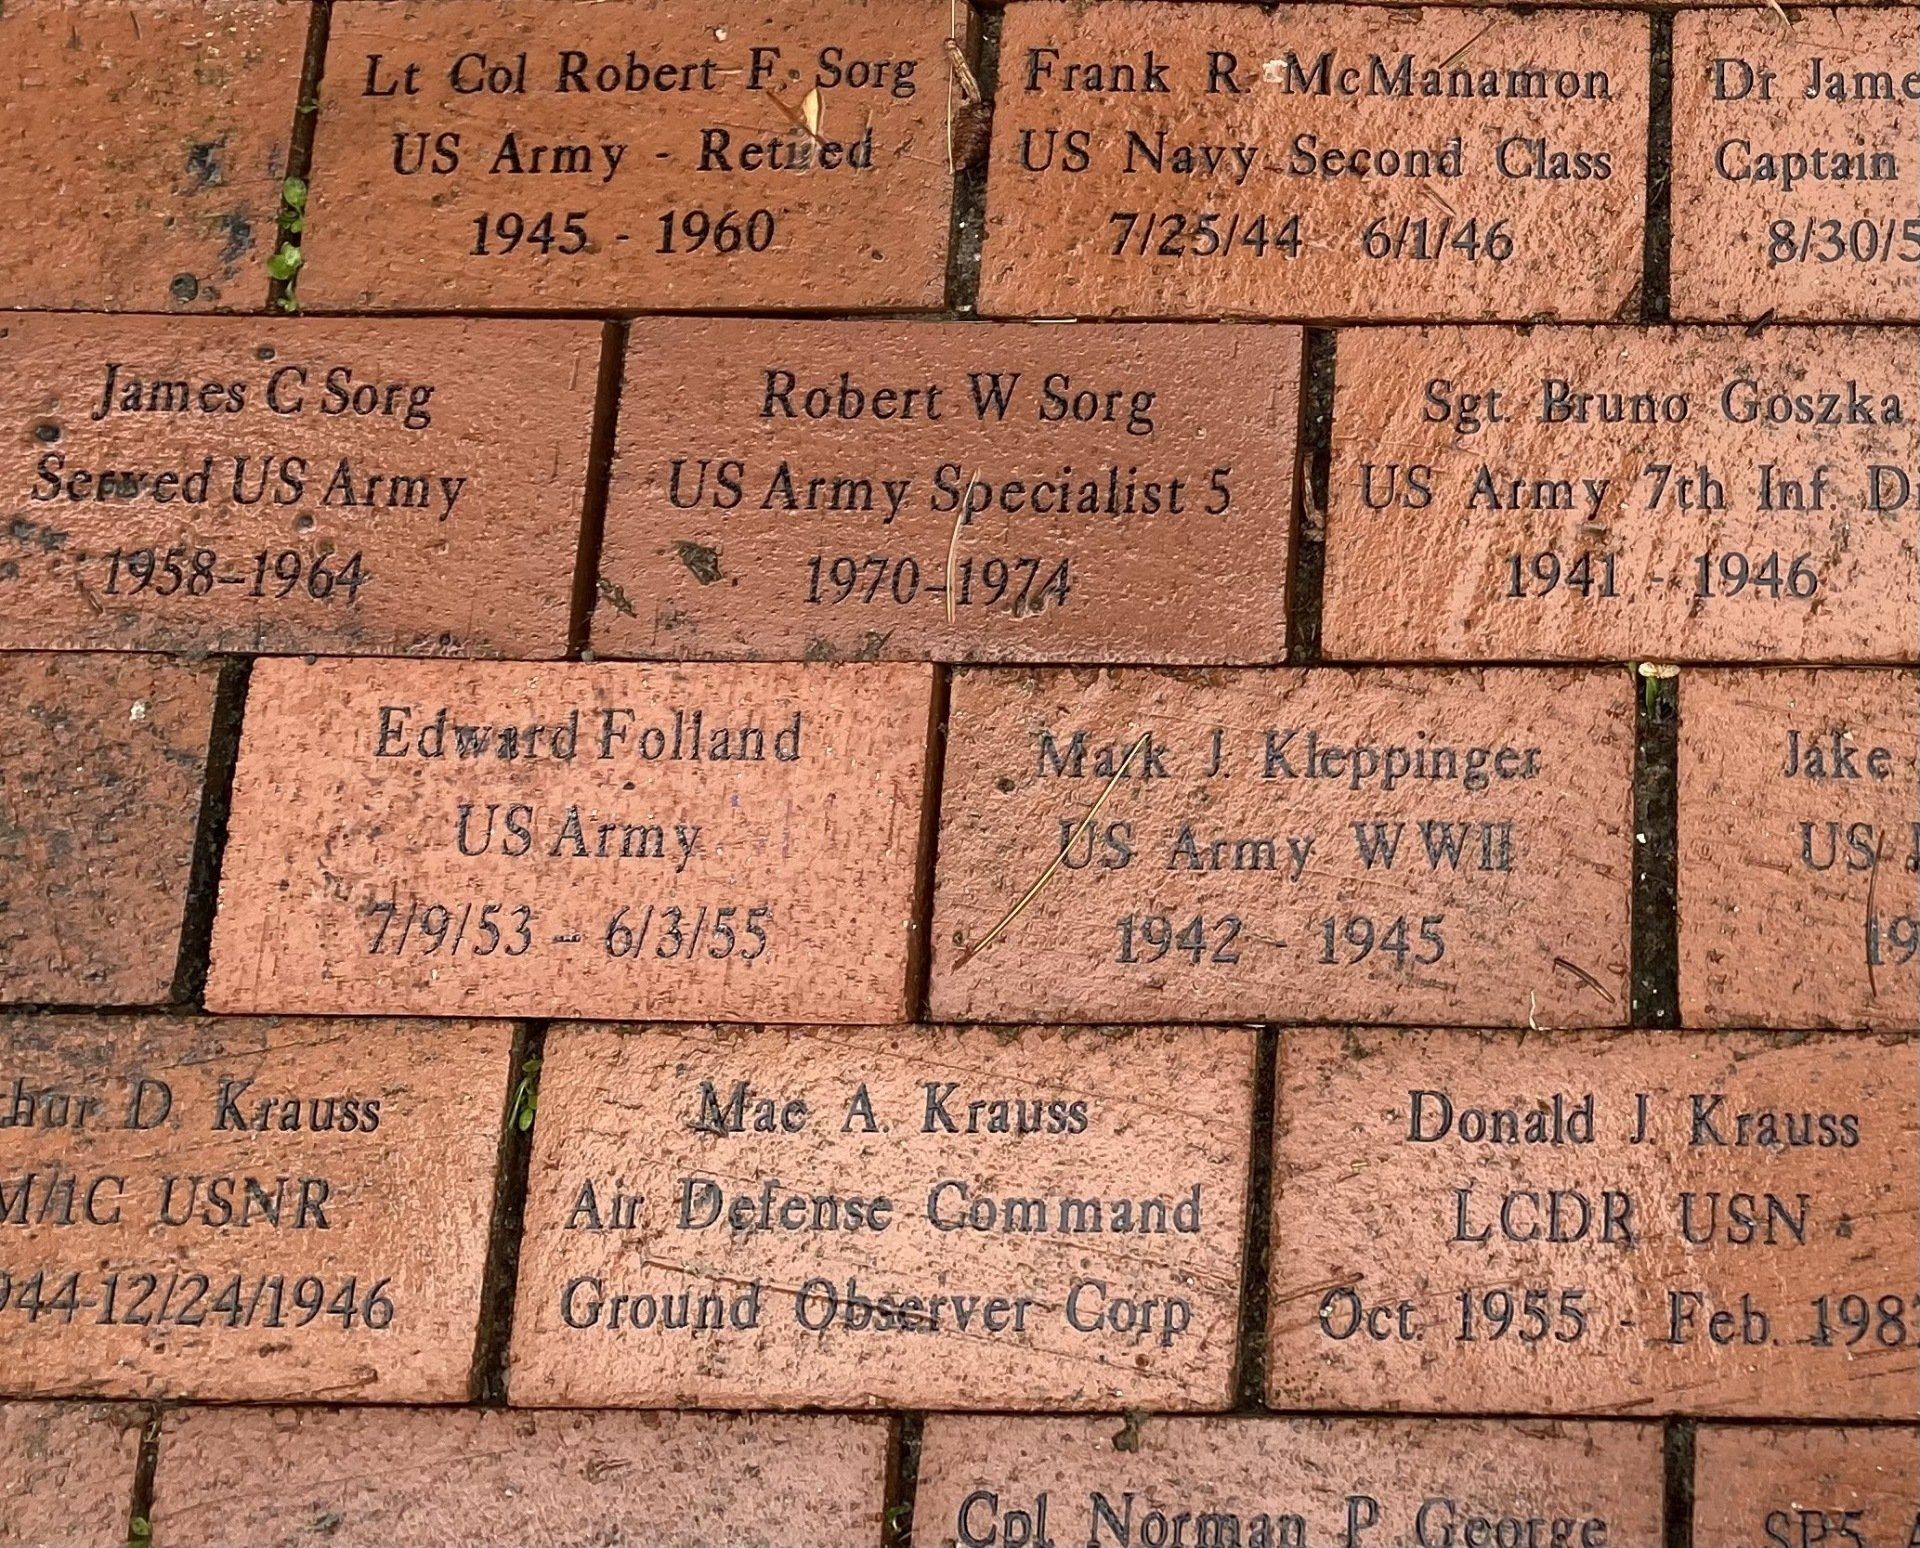 Lt Col Robert F. Sorg
US Army - Retired
1945 - 1960
Frank R. McManamon
US Navy Second Class
7/25/44 6/1/46
Dr
Captain
James C Sorg
Served US Army
1958-1964
Robert W Sorg
US Army Specialist 5
1970-1974
Sgt. Bruno Goszka
US Army 7th Inf.
1941 - 1946
Edward Folland
US Army
7/9/53 - 6/3/55
Mark J. Kleppinger
US Army WWII
1942 - 1945
Jake
US
D. Krauss
USNR
12/24/1946
Mae A. Krauss
Air Defense Command
Ground Observer Corp
Donald J. Krauss
LCDR USN
Oct. 1955 - Feb.
Cpl. Norman P George
SP5